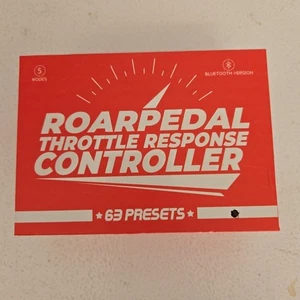 5
MODES
BLUETOOTH VERSION
ROARPEDAL
THROTTLE RESPONSE
CONTROLLER
63 PRESETS